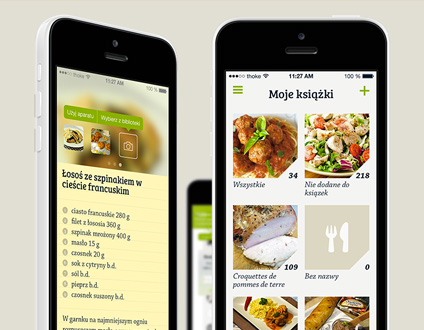 thoke
11:27 AM
Użyj aparatu
Wybierz z biblioteki
Łosoś ze szpinakiem w
cieście francuskim
ciasto francuskie 280 g
filet z łososia 360 g
szpinak mrożony 400 g
masło 15 g
czosnek 20 g
sok z cytryny b.d.
sól b.d.
pieprz b.d.
czosnek suszony b.d.
W garnku na najmniejszym ogniu
thoke
11:27 AM
100 %
Moje książki
34
Wszystkie
218
Nie dodane do
książek
109
Croquettes de
pommes de terre
0
Bez nazwy